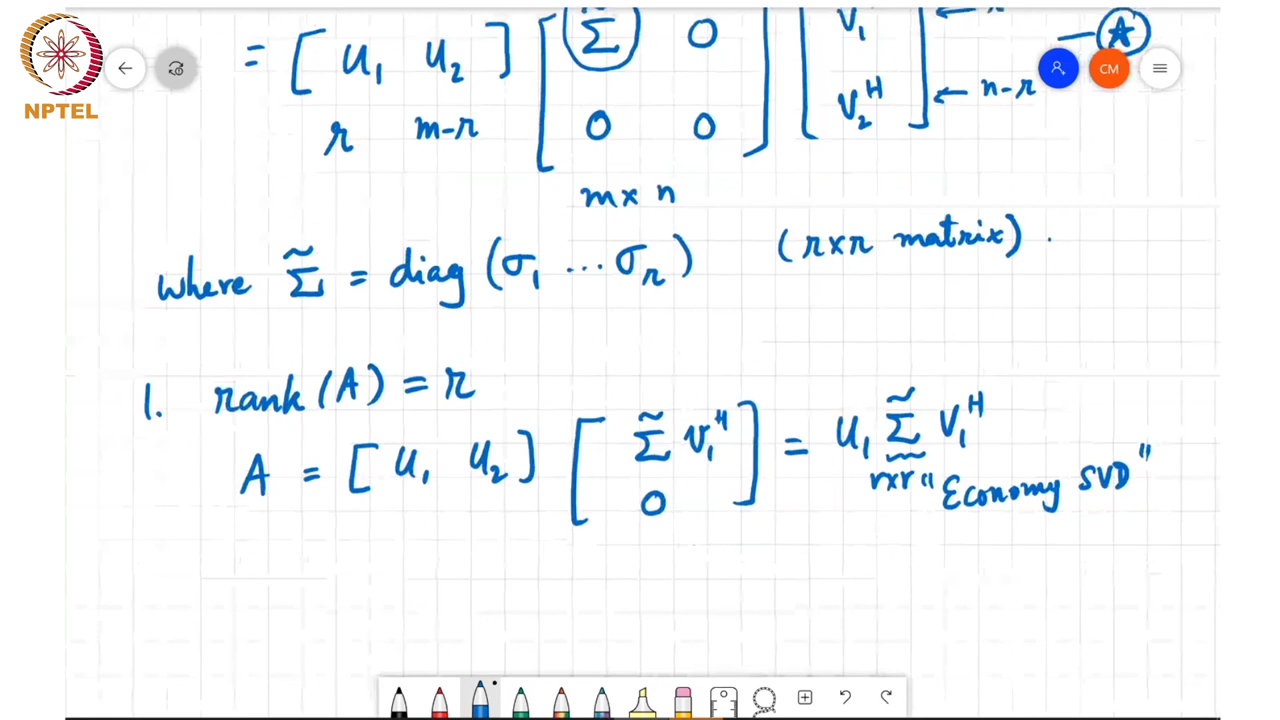 = [ U₁ U₂ ] [ Σ̃ 0 ] [ V₁ᴴ ] — Ⓐ
NPTEL
CM
[ 0 0 ] [ V₂ᴴ ] ← n-r
r m-r
m x n
where Σ̃ = diag (σ₁ ... σᵣ) (r x r matrix).
1. rank (A) = r
A = [ U₁ U₂ ] [ Σ̃ V₁ᴴ ; 0 ] = U₁ Σ̃ V₁ᴴ
rxr "Economy SVD"